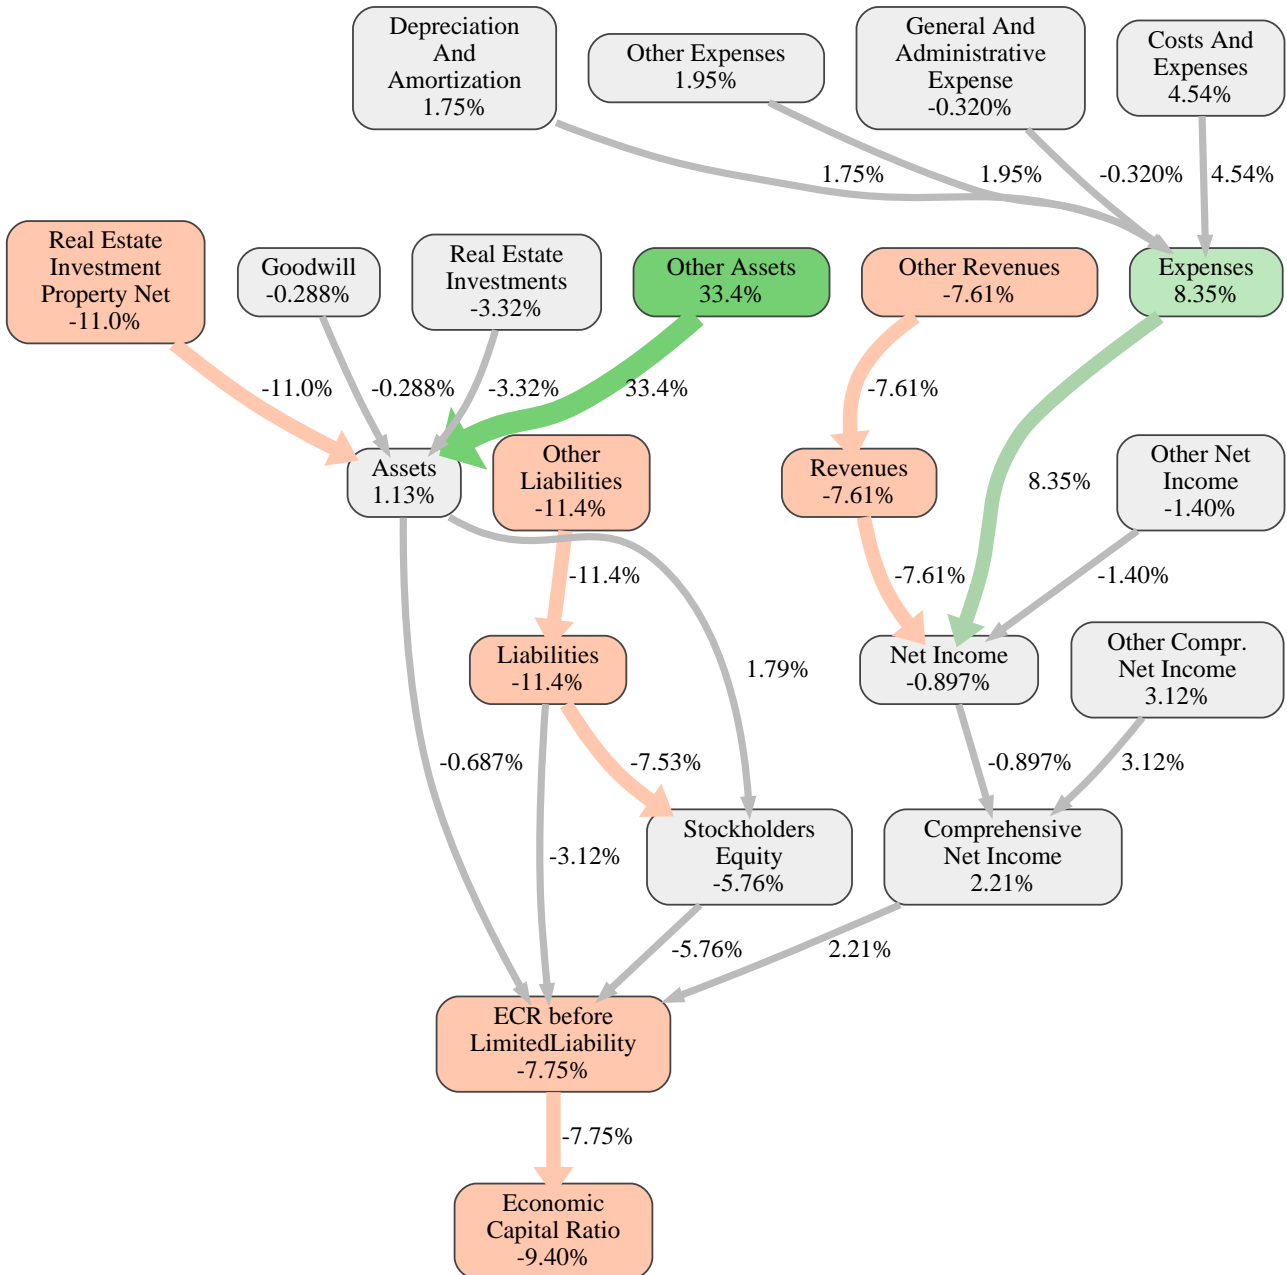 Depreciation
And
Amortization
1.75%
Other Expenses
1.95%
General And
Administrative
Expense
-0.320%
Costs And
Expenses
4.54%
1.75%
1.95%
-0.320%
4.54%
Real Estate
Investment
Property Net
-11.0%
Goodwill
-0.288%
Real Estate
Investments
-3.32%
Other Assets
33.4%
Other Revenues
-7.61%
Expenses
8.35%
-11.0%
-0.288%
-3.32%
33.4%
-7.61%
Assets
1.13%
Other
Liabilities
-11.4%
Revenues
-7.61%
8.35%
Other Net
Income
-1.40%
-11.4%
-7.61%
-1.40%
Liabilities
-11.4%
1.79%
Net Income
-0.897%
Other Compr.
Net Income
3.12%
-0.687%
-7.53%
-0.897%
3.12%
-3.12%
Stockholders
Equity
-5.76%
Comprehensive
Net Income
2.21%
-5.76%
2.21%
ECR before
LimitedLiability
-7.75%
-7.75%
Economic
Capital Ratio
-9.40%